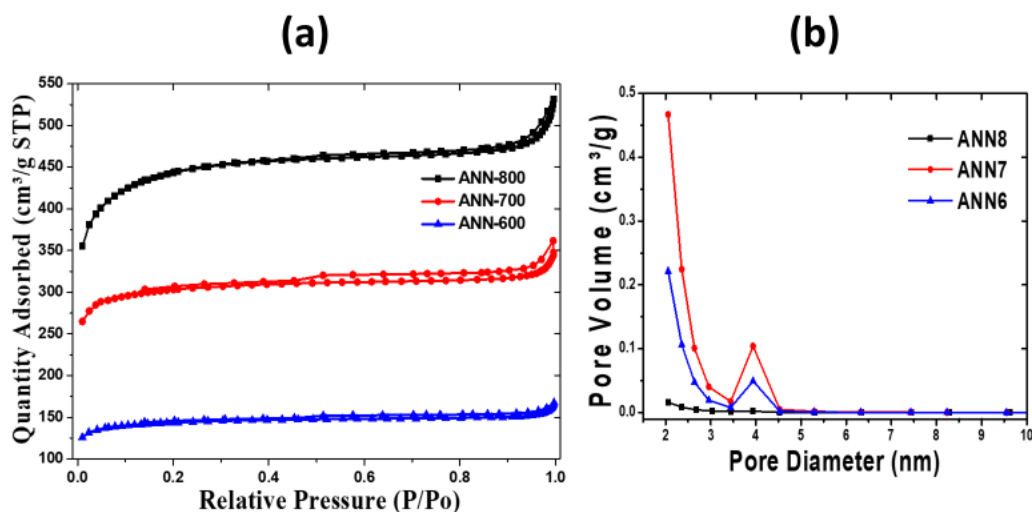 (a)
(b)
Quantity Adsorbed (cm³/g STP)
550
500
450
400
350
300
250
200
150
100
ANN-800
ANN-700
ANN-600
0.0 0.2 0.4 0.6 0.8 1.0
Relative Pressure (P/Po)
Pore Volume (cm³/g)
0.5
0.4
0.3
0.2
0.1
0.0
ANN8
ANN7
ANN6
2 3 4 5 6 7 8 9 10
Pore Diameter (nm)